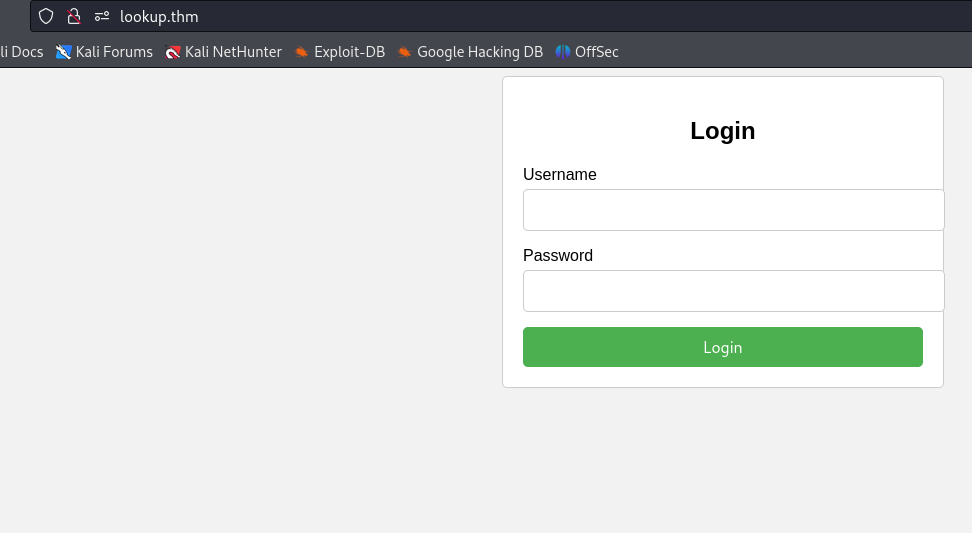 lookup.thm
li Docs Kali Forums Kali NetHunter Exploit-DB Google Hacking DB OffSec
Login
Username
Password
Login